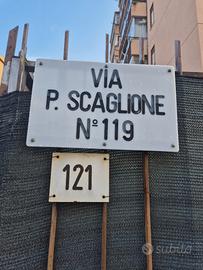 VIA
P. SCAGLIONE
N° 119
121
subito